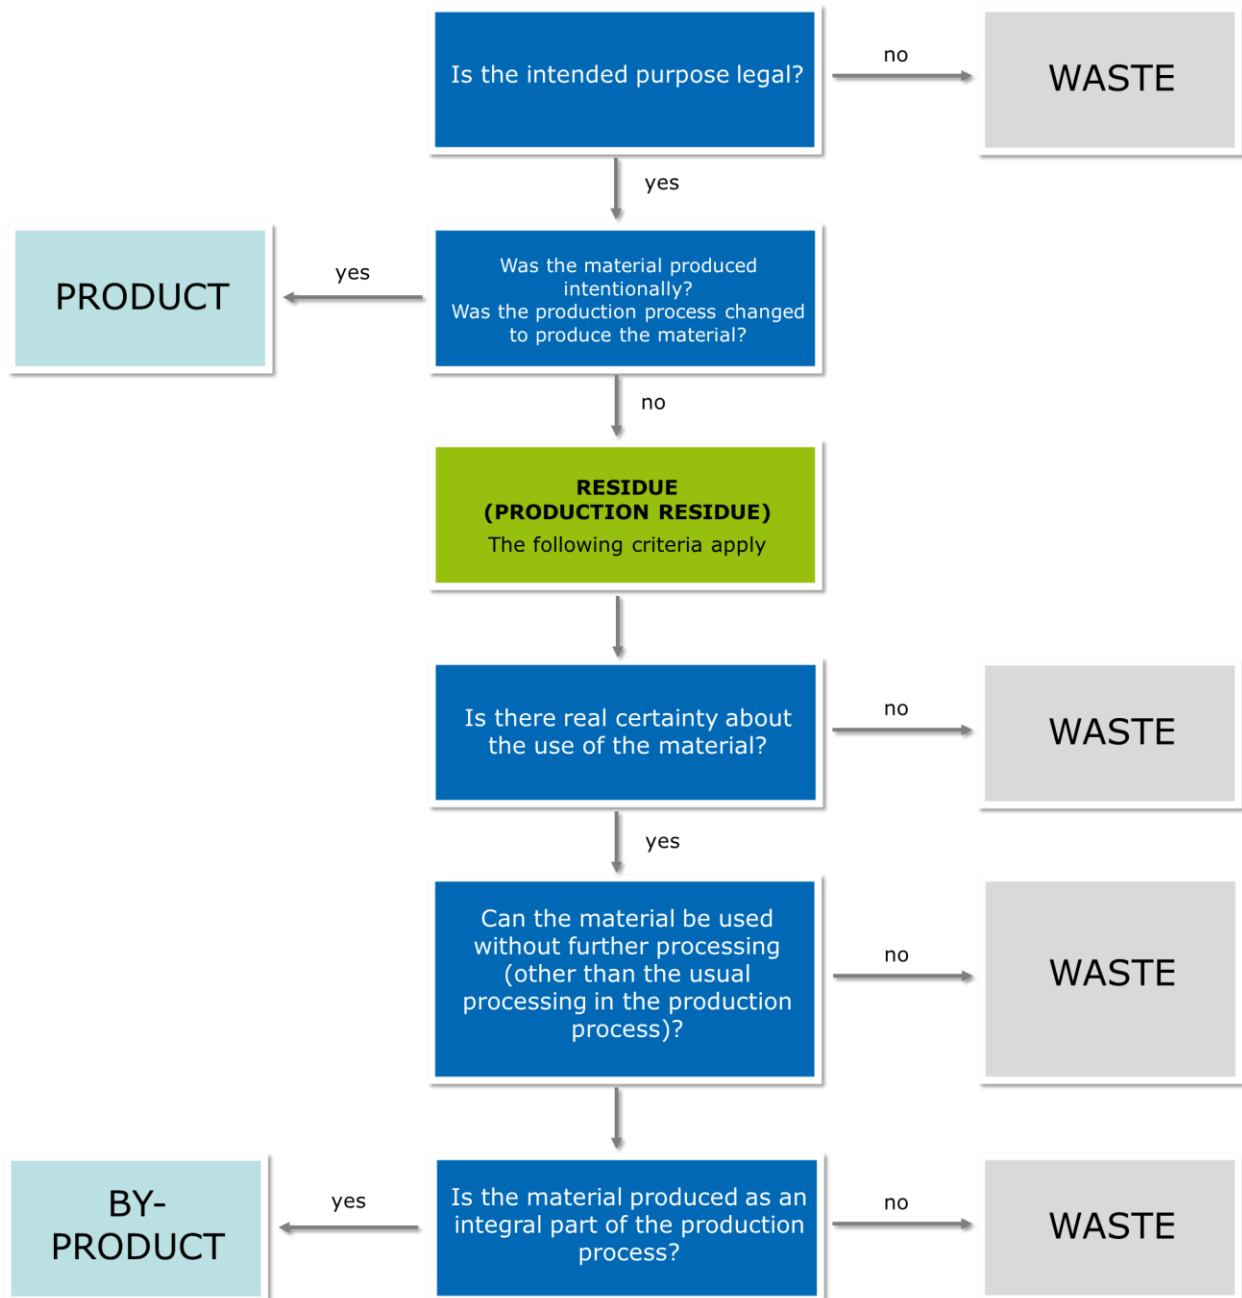 Is the intended purpose legal?
no
WASTE
yes
PRODUCT
yes
Was the material produced
intentionally?
Was the production process changed
to produce the material?
no
RESIDUE
(PRODUCTION RESIDUE)
The following criteria apply
Is there real certainty about
the use of the material?
no
WASTE
yes
Can the material be used
without further processing
(other than the usual
processing in the production
process)?
no
WASTE
BY-
PRODUCT
yes
Is the material produced as an
integral part of the production
process?
no
WASTE